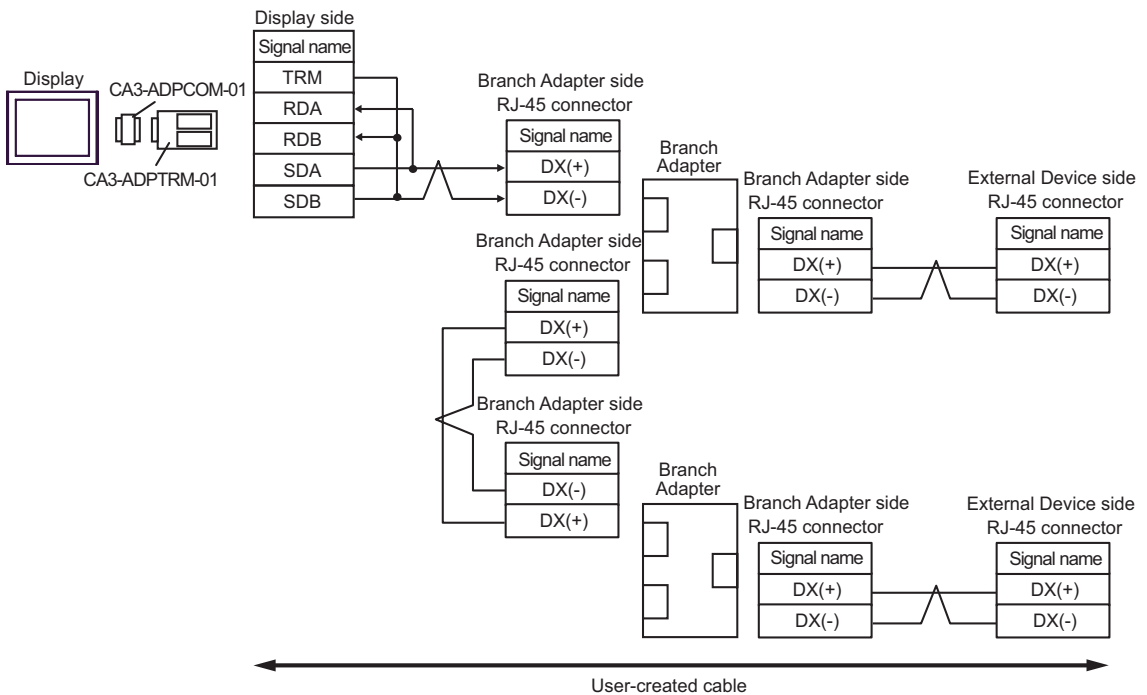 Display
CA3-ADPCOM-01
CA3-ADPTRM-01
Display side
Signal name
TRM
RDA
RDB
SDA
SDB
Branch Adapter side
RJ-45 connector
Signal name
DX(+)
DX(-)
Branch
Adapter
Branch Adapter side
RJ-45 connector
Signal name
DX(+)
DX(-)
External Device side
RJ-45 connector
Signal name
DX(+)
DX(-)
Branch Adapter side
RJ-45 connector
Signal name
DX(+)
DX(-)
Branch Adapter side
RJ-45 connector
Signal name
DX(-)
DX(+)
Branch
Adapter
Branch Adapter side
RJ-45 connector
Signal name
DX(+)
DX(-)
External Device side
RJ-45 connector
Signal name
DX(+)
DX(-)
User-created cable